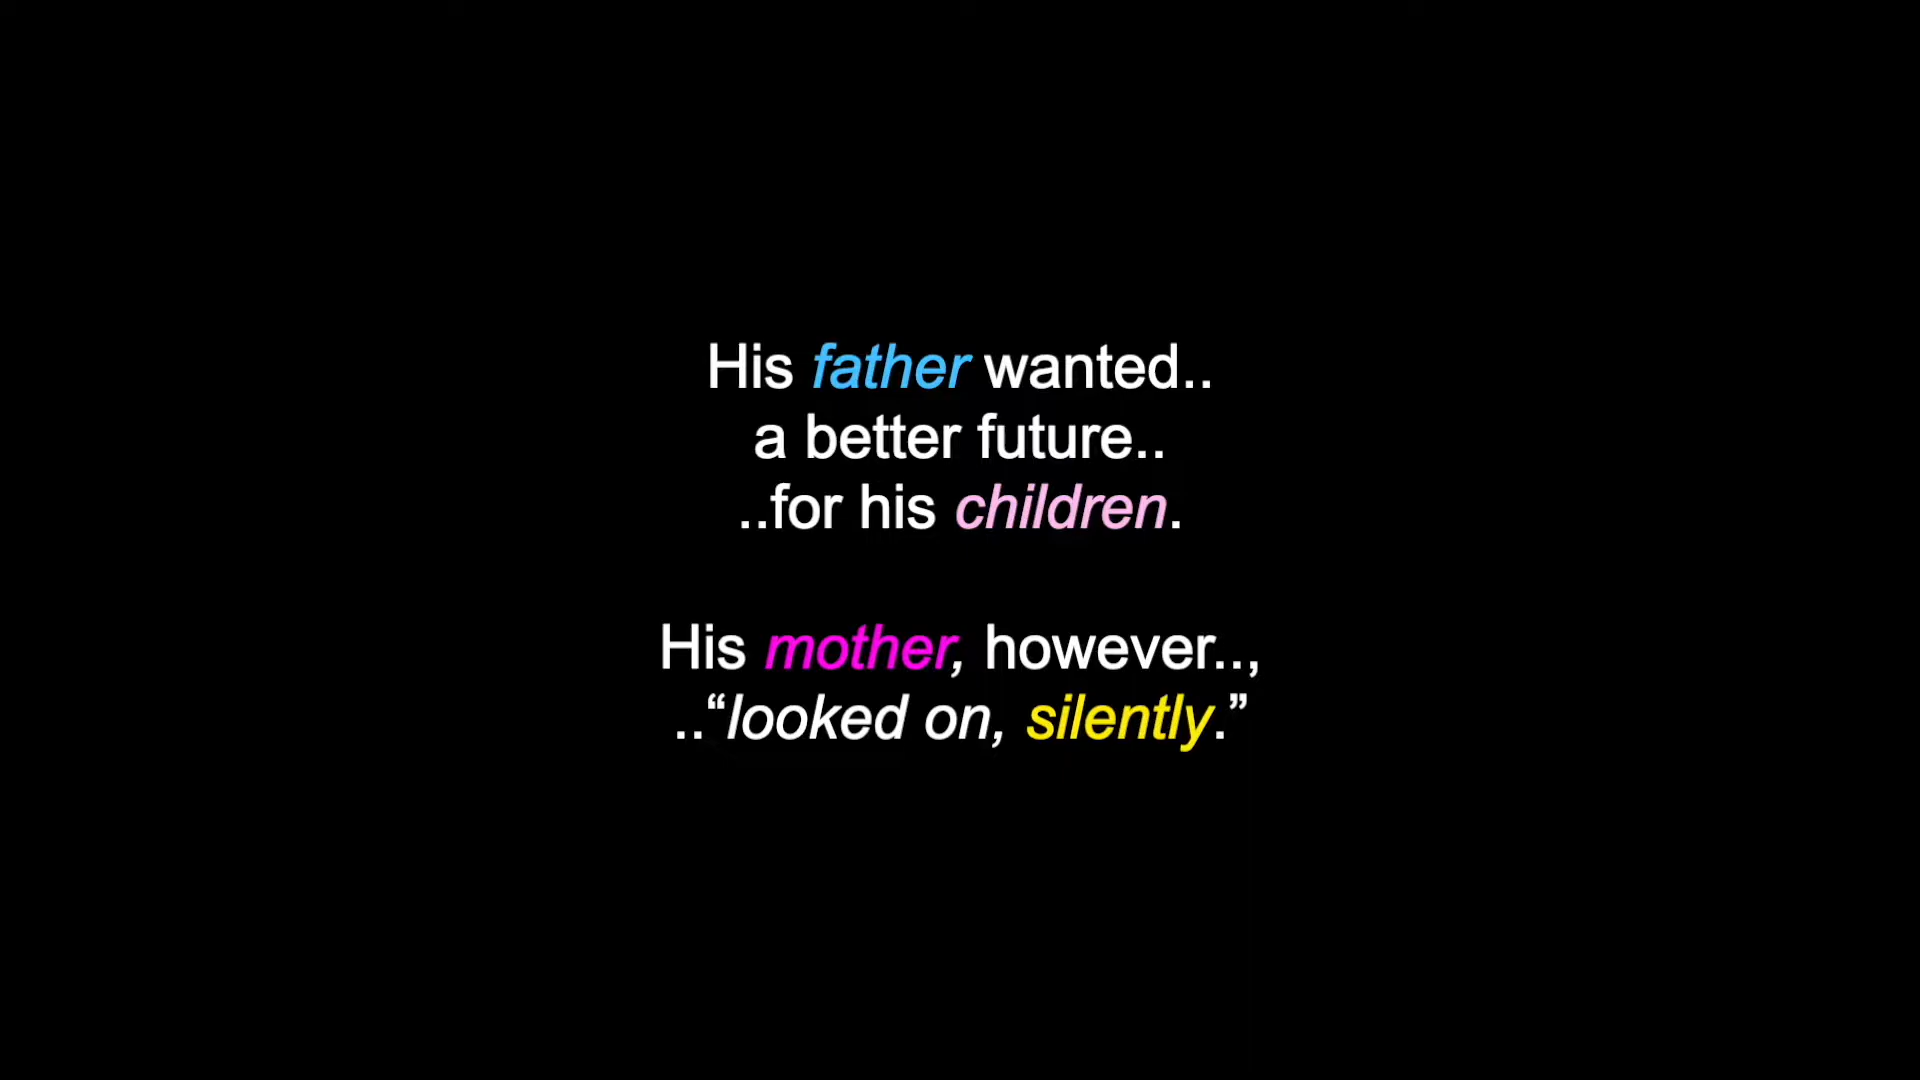 His father wanted..
a better future..
..for his children.
His mother, however..,
..“looked on, silently.”